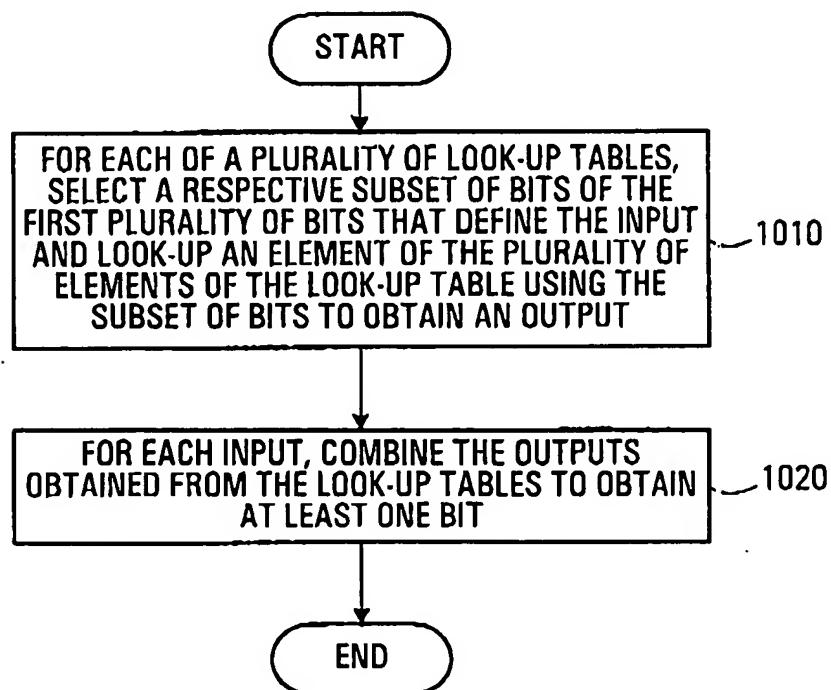 START
FOR EACH OF A PLURALITY OF LOOK-UP TABLES,
SELECT A RESPECTIVE SUBSET OF BITS OF THE
FIRST PLURALITY OF BITS THAT DEFINE THE INPUT
AND LOOK-UP AN ELEMENT OF THE PLURALITY OF
ELEMENTS OF THE LOOK-UP TABLE USING THE
SUBSET OF BITS TO OBTAIN AN OUTPUT
1010
FOR EACH INPUT, COMBINE THE OUTPUTS
OBTAINED FROM THE LOOK-UP TABLES TO OBTAIN
AT LEAST ONE BIT
1020
END